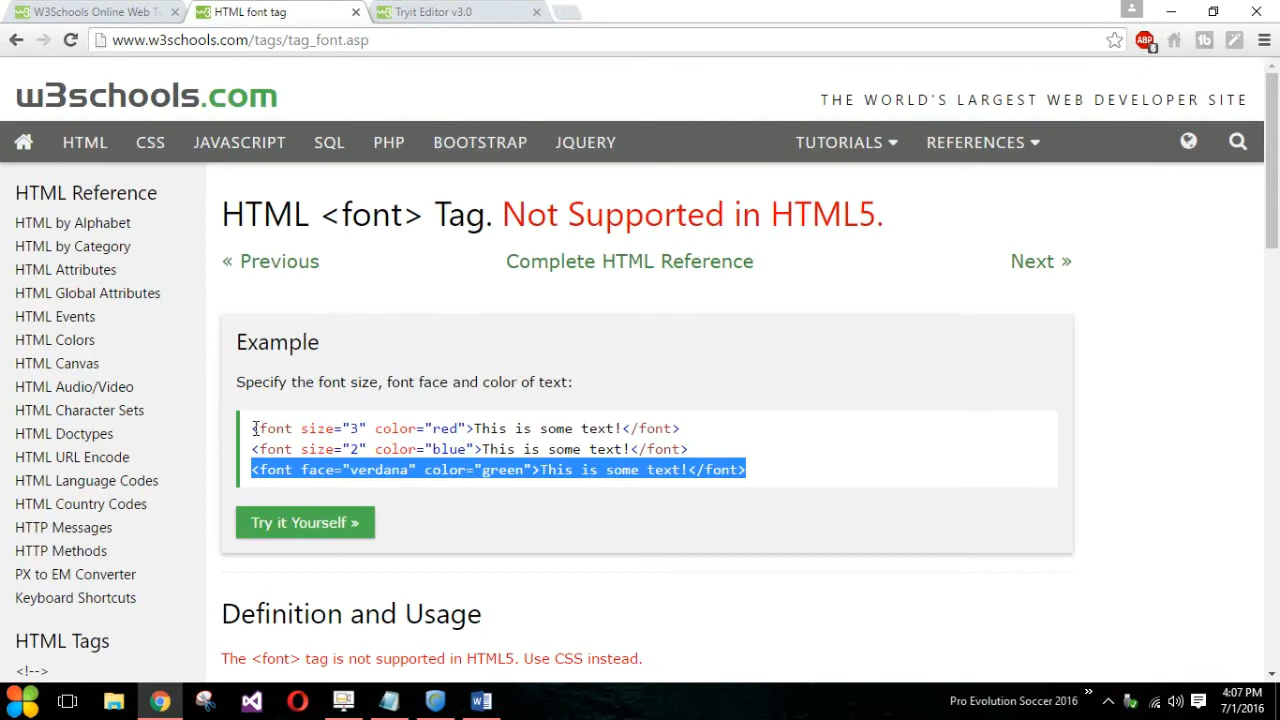 W3Schools Online Web T
HTML font tag
Tryit Editor v3.0
www.w3schools.com/tags/tag_font.asp
ABP
6
tb
w3schools.com
THE WORLD'S LARGEST WEB DEVELOPER SITE
HTML CSS JAVASCRIPT SQL PHP BOOTSTRAP JQUERY TUTORIALS REFERENCES
HTML Reference
HTML by Alphabet
HTML by Category
HTML Attributes
HTML Global Attributes
HTML Events
HTML Colors
HTML Canvas
HTML Audio/Video
HTML Character Sets
HTML Doctypes
HTML URL Encode
HTML Language Codes
HTML Country Codes
HTTP Messages
HTTP Methods
PX to EM Converter
Keyboard Shortcuts
HTML Tags
<!-->
HTML <font> Tag. Not Supported in HTML5.
« Previous
Complete HTML Reference
Next »
Example
Specify the font size, font face and color of text:
<font size="3" color="red">This is some text!</font>
<font size="2" color="blue">This is some text!</font>
<font face="verdana" color="green">This is some text!</font>
Try it Yourself »
Definition and Usage
The <font> tag is not supported in HTML5. Use CSS instead.
Pro Evolution Soccer 2016
4:07 PM
7/1/2016